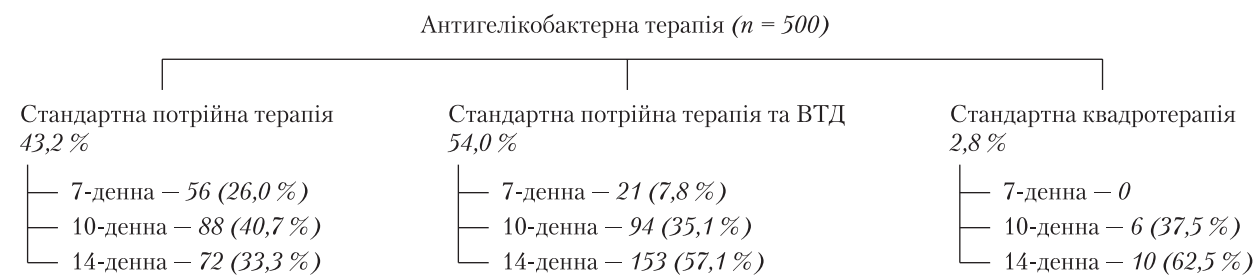 Антигелікобактерна терапія (n = 500)
Стандартна потрійна терапія
43,2 %
7-денна — 56 (26,0 %)
10-денна — 88 (40,7 %)
14-денна — 72 (33,3 %)
Стандартна потрійна терапія та ВТД
54,0 %
7-денна — 21 (7,8 %)
10-денна — 94 (35,1 %)
14-денна — 153 (57,1 %)
Стандартна квадротерапія
2,8 %
7-денна — 0
10-денна — 6 (37,5 %)
14-денна — 10 (62,5 %)